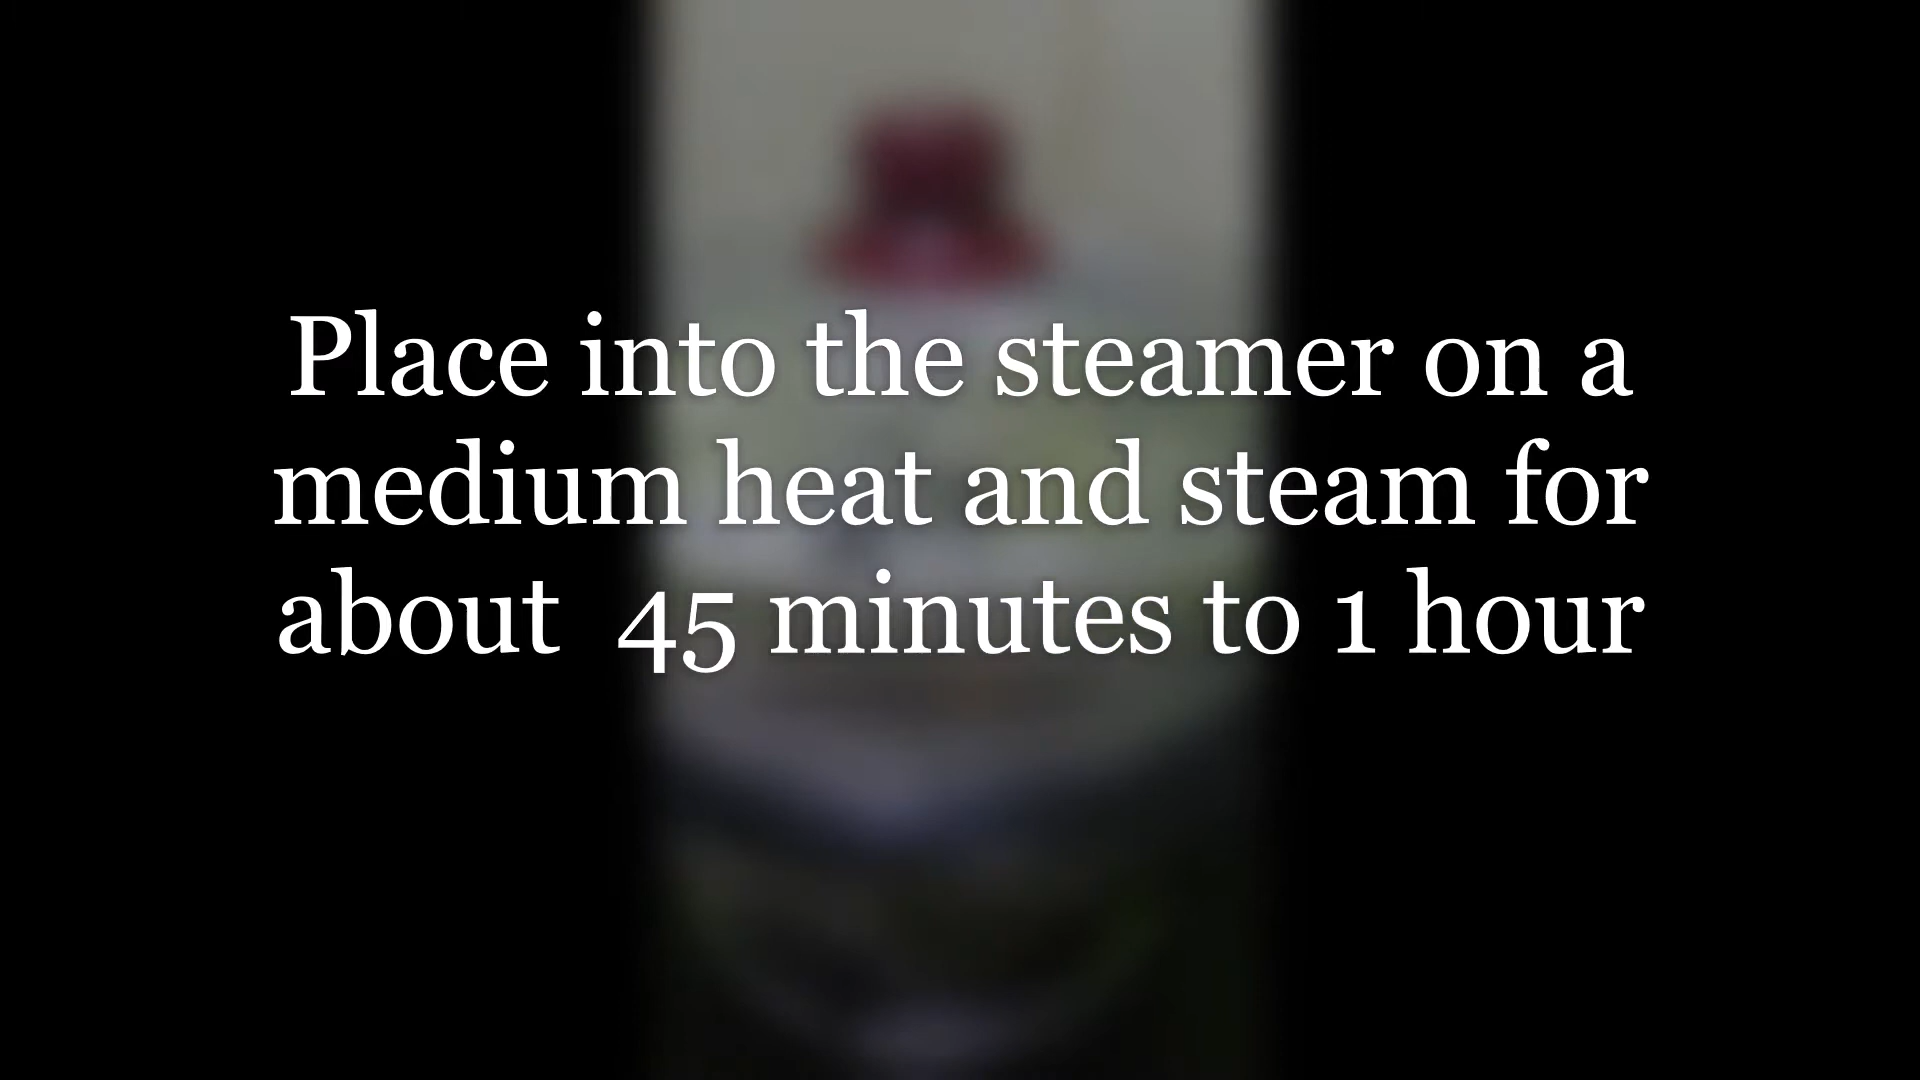 Place into the steamer on a
medium heat and steam for
about  45 minutes to 1 hour